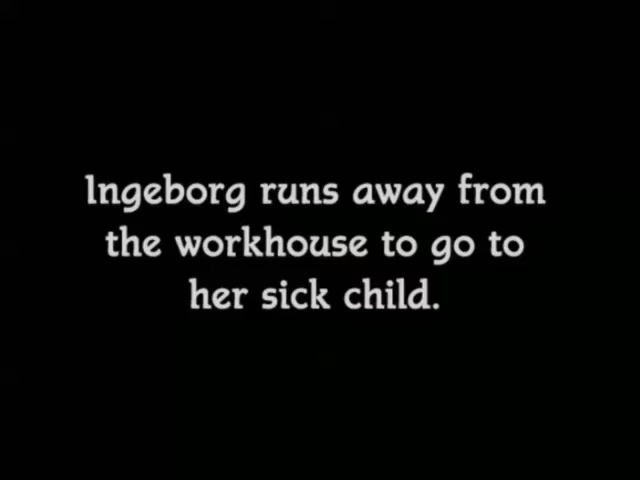 Ingeborg runs away from
the workhouse to go to
her sick child.